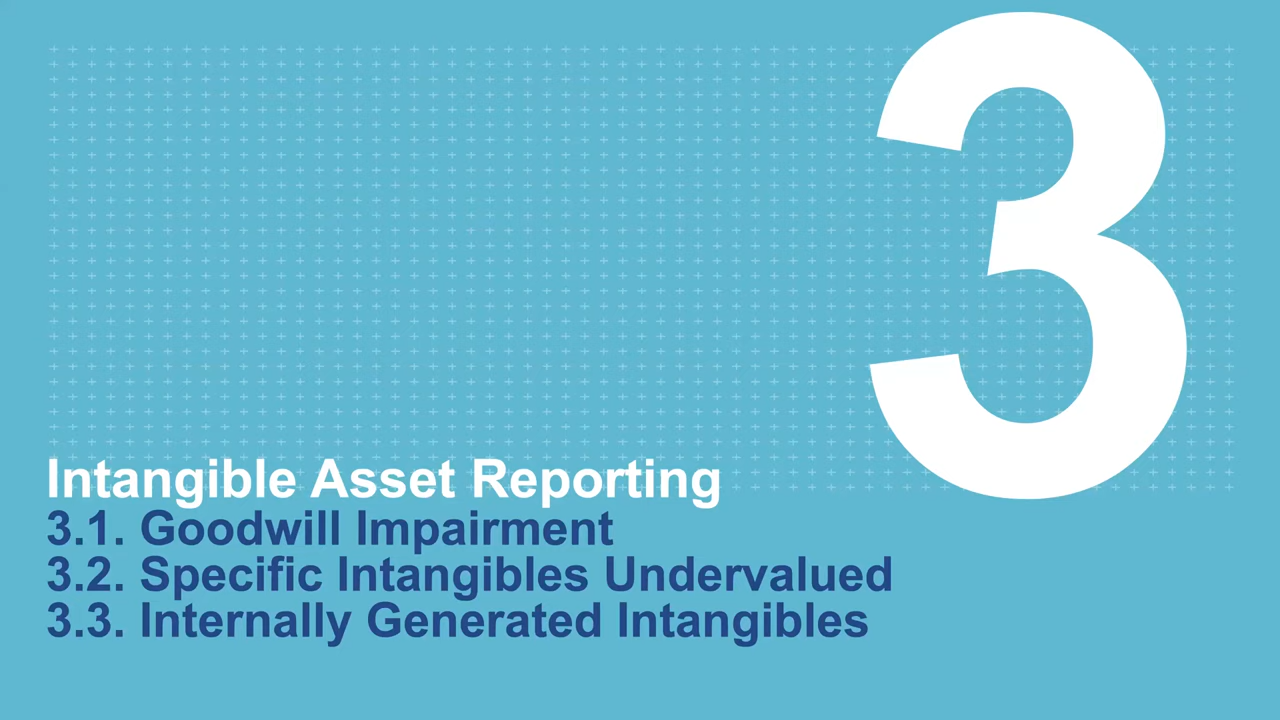 3
Intangible Asset Reporting
3.1. Goodwill Impairment
3.2. Specific Intangibles Undervalued
3.3. Internally Generated Intangibles